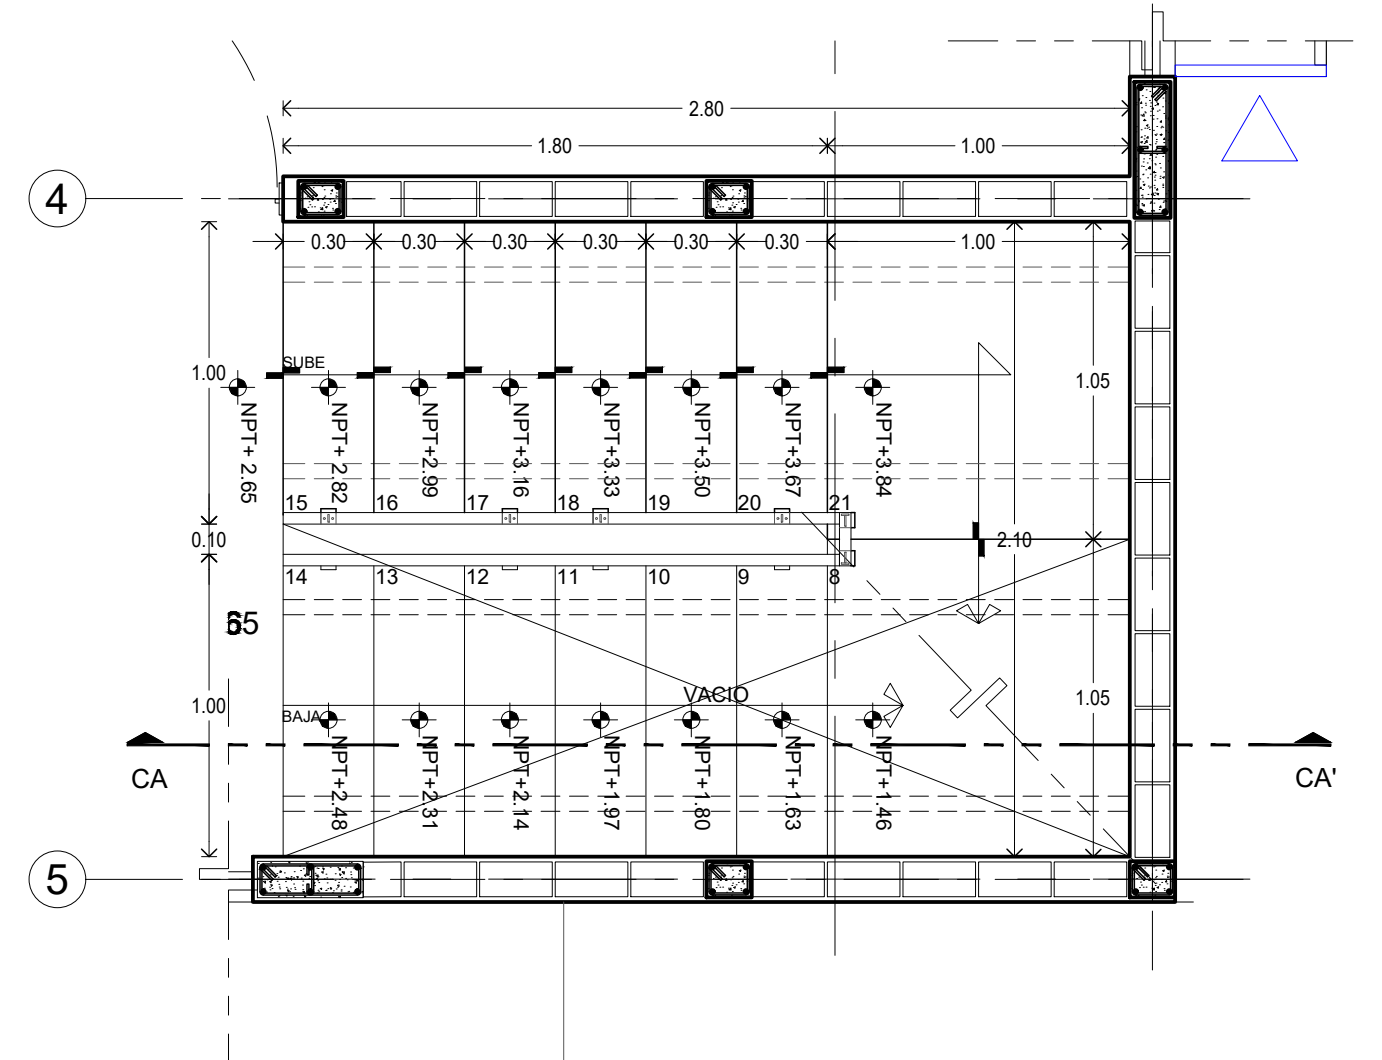 2.80
1.80 1.00
4
0.30 0.30 0.30 0.30 0.30 0.30 1.00
SUBE
1.00
1.05
NPT+ 2.65
NPT+ 2.82
NPT+2.99
NPT+3.16
NPT+3.33
NPT+3.50
NPT+3.67
NPT+3.84
15 16 17 18 19 20 21
0.10
2.10
14 13 12 11 10 9 8
VACIO
1.00
1.05
BAJA
NPT+2.48
NPT+2.31
NPT+2.14
NPT+1.97
NPT+1.80
NPT+1.63
NPT+1.46
CA CA'
5